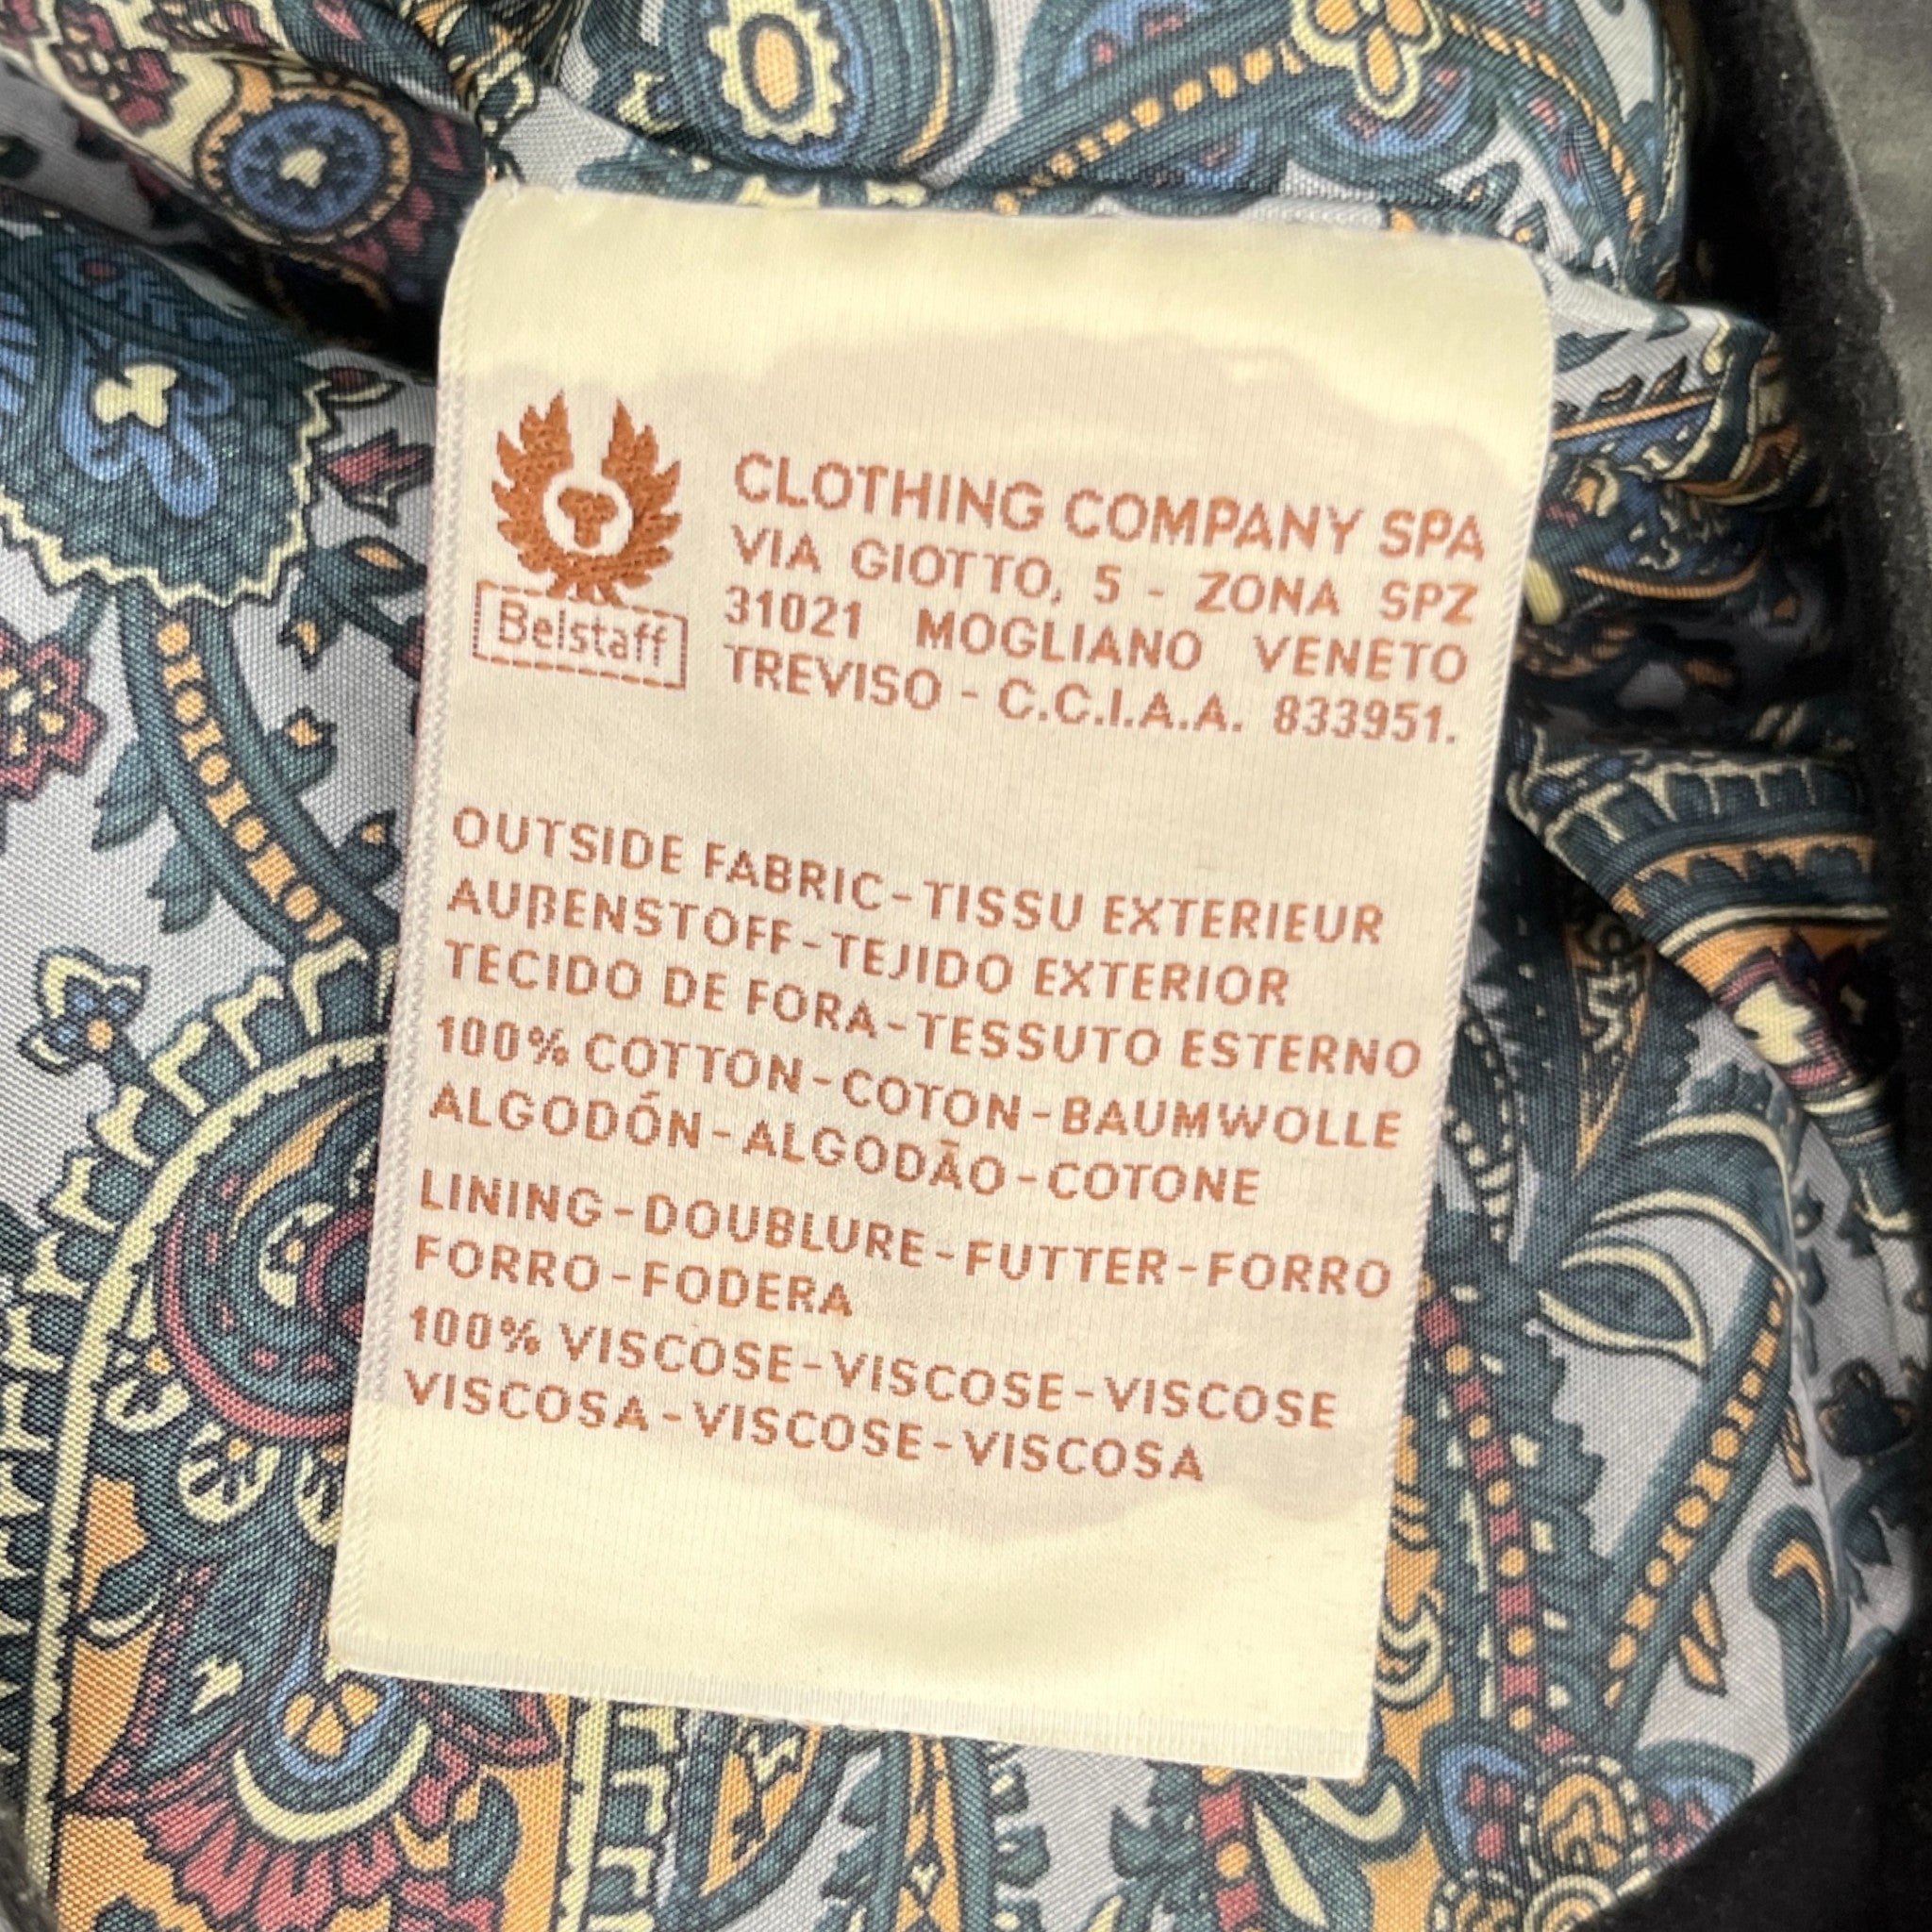 Belstaff
CLOTHING COMPANY SPA
VIA GIOTTO, 5 - ZONA SPZ
31021 MOGLIANO VENETO
TREVISO - C.C.I.A.A. 833951.
OUTSIDE FABRIC-TISSU EXTERIEUR
AUßENSTOFF-TEJIDO EXTERIOR
TECIDO DE FORA-TESSUTO ESTERNO
100% COTTON-COTON-BAUMWOLLE
ALGODÓN-ALGODÃO-COTONE
LINING-DOUBLURE-FUTTER-FORRO
FORRO-FODERA
100% VISCOSE-VISCOSE-VISCOSE
VISCOSA-VISCOSE-VISCOSA